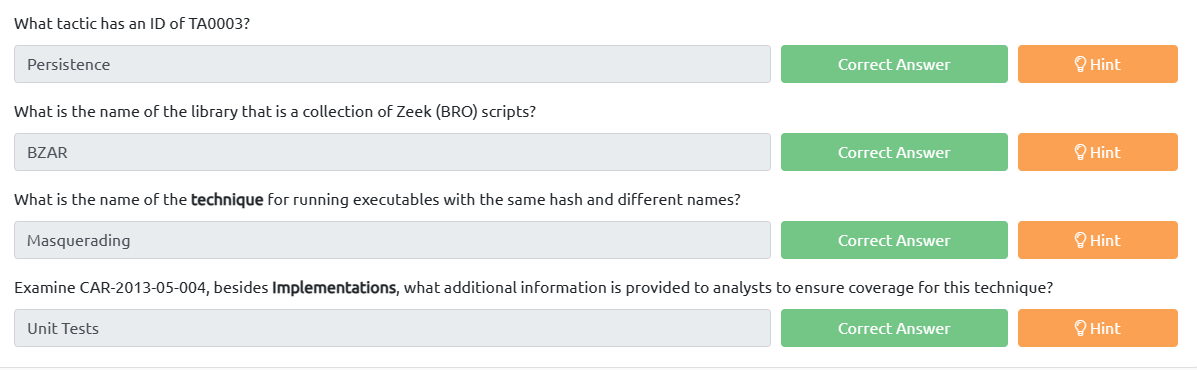 What tactic has an ID of TA0003?
Persistence Correct Answer Hint
What is the name of the library that is a collection of Zeek (BRO) scripts?
BZAR Correct Answer Hint
What is the name of the technique for running executables with the same hash and different names?
Masquerading Correct Answer Hint
Examine CAR-2013-05-004, besides Implementations, what additional information is provided to analysts to ensure coverage for this technique?
Unit Tests Correct Answer Hint